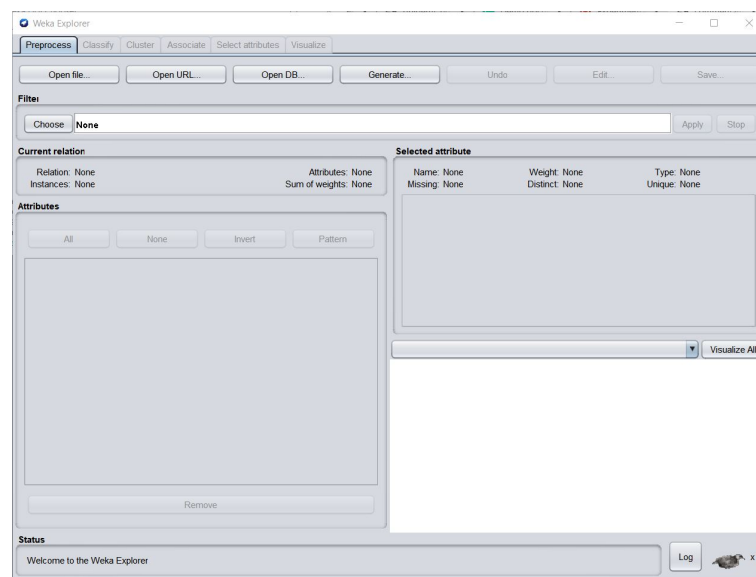 Weka Explorer
Preprocess Classify Cluster Associate Select attributes Visualize
Open file... Open URL... Open DB... Generate... Undo Edit... Save...
Filter
Choose None Apply Stop
Current relation
Relation: None Attributes: None
Instances: None Sum of weights: None
Selected attribute
Name: None Weight: None Type: None
Missing: None Distinct: None Unique: None
Attributes
All None Invert Pattern
Visualize All
Remove
Status
Welcome to the Weka Explorer
Log x